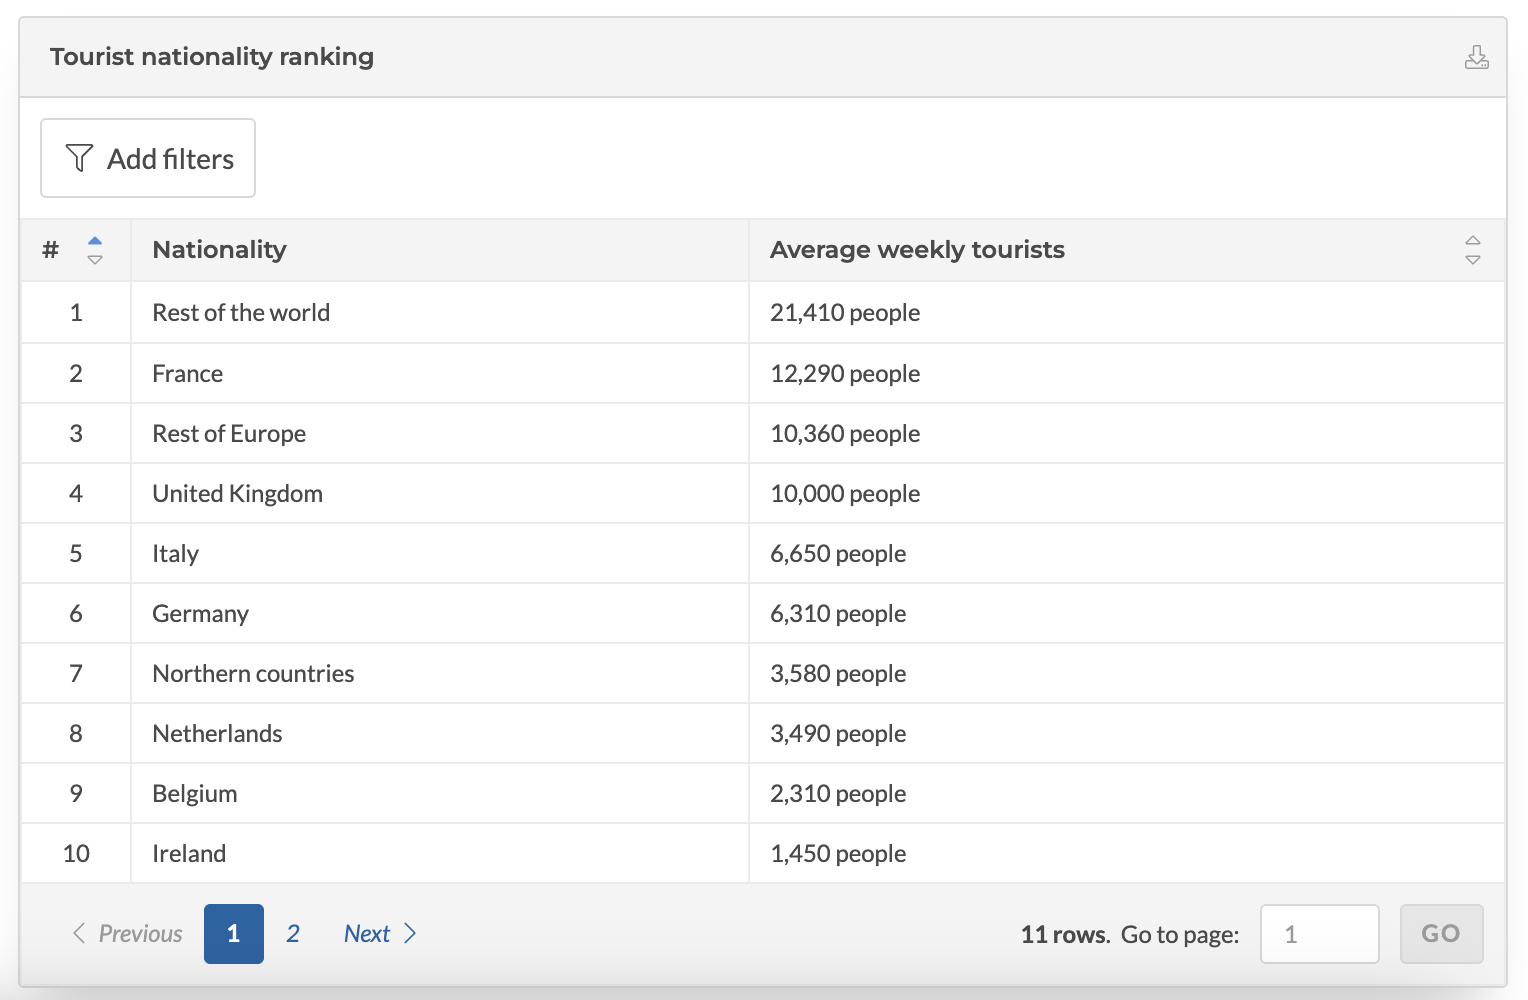 Tourist nationality ranking
Add filters
# Nationality Average weekly tourists
1 Rest of the world 21,410 people
2 France 12,290 people
3 Rest of Europe 10,360 people
4 United Kingdom 10,000 people
5 Italy 6,650 people
6 Germany 6,310 people
7 Northern countries 3,580 people
8 Netherlands 3,490 people
9 Belgium 2,310 people
10 Ireland 1,450 people
Previous 1 2 Next 11 rows. Go to page: 1 GO